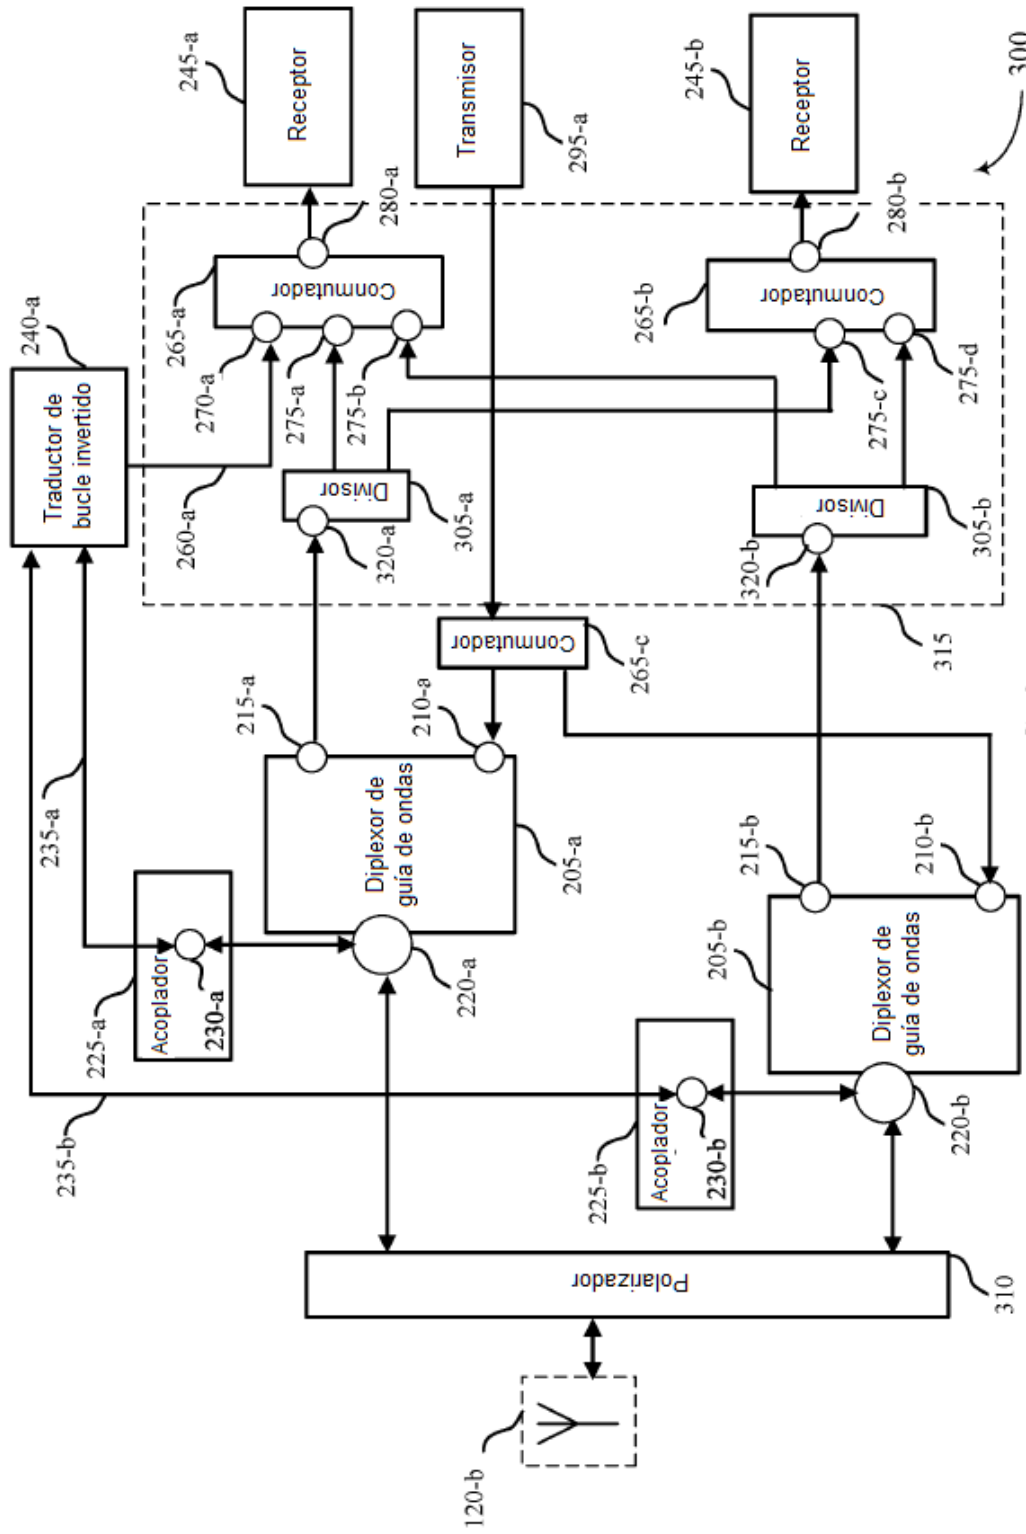 245-a
Receptor
Transmisor
295-a
245-b
Receptor
300
280-a
280-b
265-a
Conmutador
265-b
Conmutador
240-a
Traductor de
bucle invertido
270-a
275-a
275-b
275-c
275-d
260-a
Divisor
305-a
320-a
Divisor
305-b
320-b
315
Conmutador
265-c
215-a
210-a
235-a
Diplexor de
guía de ondas
205-a
215-b
210-b
205-b
Diplexor de
guía de ondas
220-a
220-b
Acoplador
225-a
230-a
235-b
Acoplador
225-b
230-b
Polarizador
310
120-b